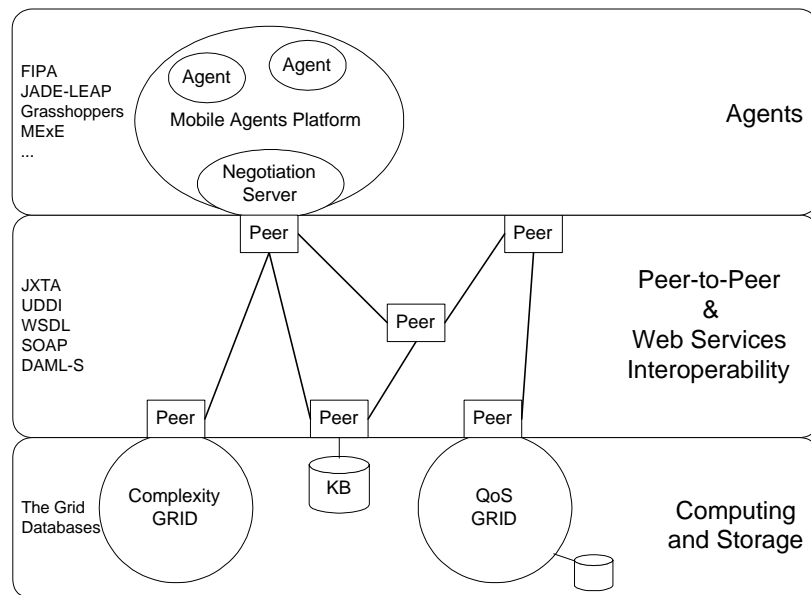 FIPA
JADE-LEAP
Grasshoppers
MExE
...
Agent
Agent
Mobile Agents Platform
Negotiation
Server
Agents
Peer
Peer
JXTA
UDDI
WSDL
SOAP
DAML-S
Peer
Peer-to-Peer
&
Web Services
Interoperability
Peer
Peer
Peer
The Grid
Databases
Complexity
GRID
KB
QoS
GRID
Computing
and Storage